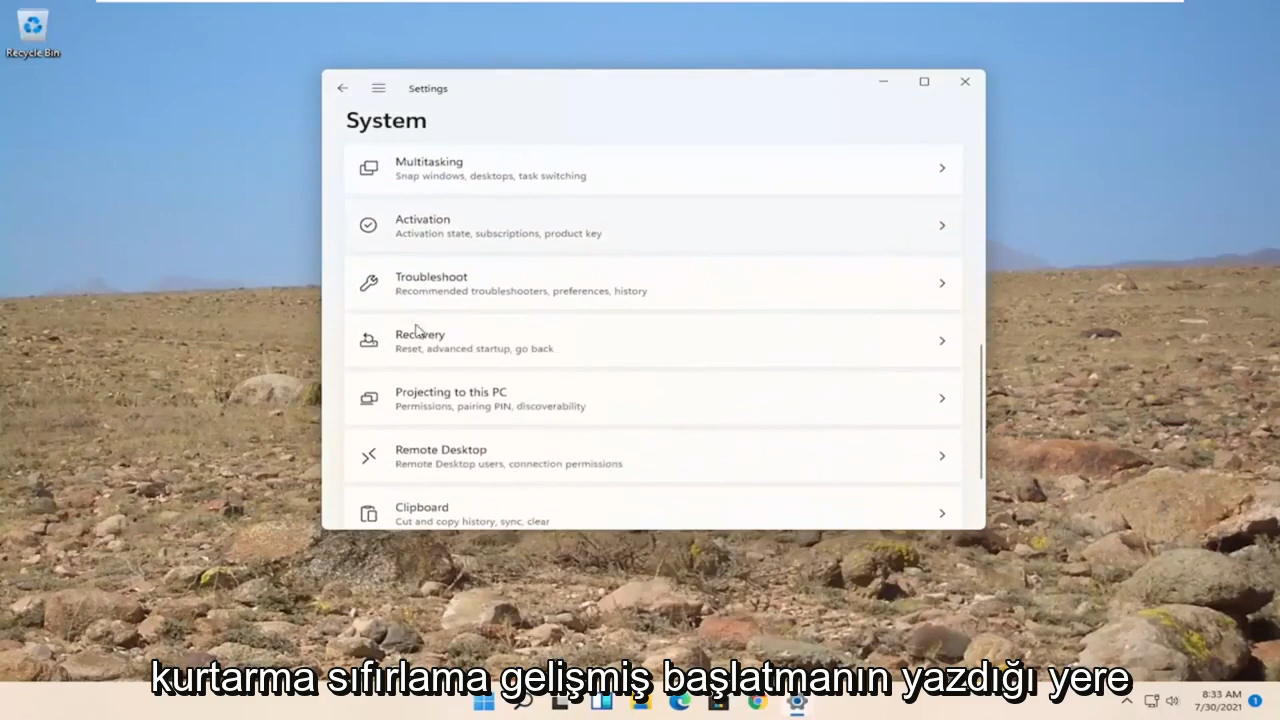 Recycle Bin
Settings
System
Multitasking
Snap windows, desktops, task switching
Activation
Activation state, subscriptions, product key
Troubleshoot
Recommended troubleshooters, preferences, history
Recovery
Reset, advanced startup, go back
Projecting to this PC
Permissions, pairing PIN, discoverability
Remote Desktop
Remote Desktop users, connection permissions
Clipboard
Cut and copy history, sync, clear
kurtarma sıfırlama gelişmiş başlatmanın yazdığı yere
8:33 AM
7/30/2021
1